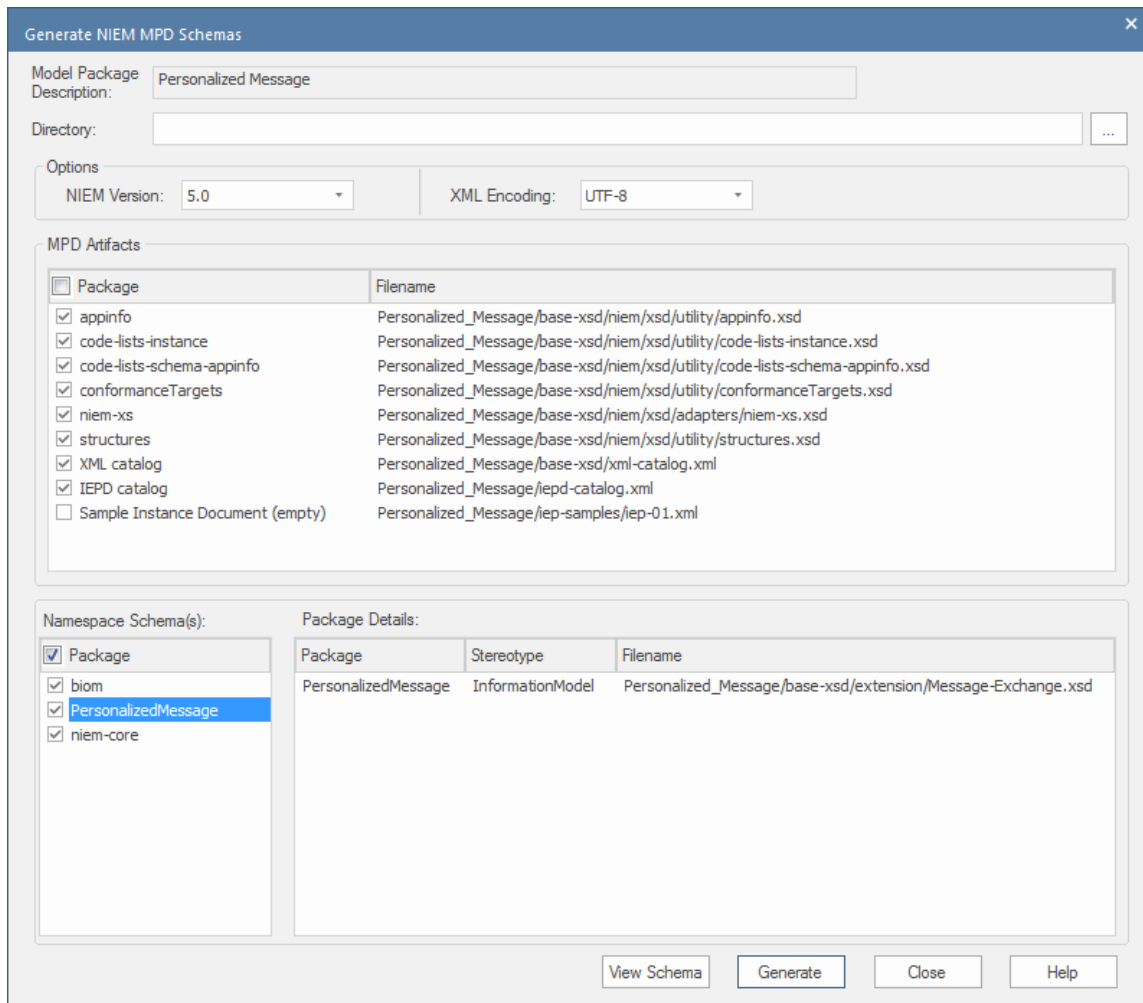 Generate NIEM MPD Schemas
Model Package Description: Personalized Message
Directory: ...
Options
NIEM Version: 5.0 XML Encoding: UTF-8
MPD Artifacts
Package Filename
appinfo Personalized_Message/base-xsd/niem/xsd/utility/appinfo.xsd
code-lists-instance Personalized_Message/base-xsd/niem/xsd/utility/code-lists-instance.xsd
code-lists-schema-appinfo Personalized_Message/base-xsd/niem/xsd/utility/code-lists-schema-appinfo.xsd
conformanceTargets Personalized_Message/base-xsd/niem/xsd/utility/conformanceTargets.xsd
niem-xs Personalized_Message/base-xsd/niem/xsd/adapters/niem-xs.xsd
structures Personalized_Message/base-xsd/niem/xsd/utility/structures.xsd
XML catalog Personalized_Message/base-xsd/xml-catalog.xml
IEPD catalog Personalized_Message/iepd-catalog.xml
Sample Instance Document (empty) Personalized_Message/iep-samples/iep-01.xml
Namespace Schema(s): Package Details:
Package Package Stereotype Filename
biom PersonalizedMessage InformationModel Personalized_Message/base-xsd/extension/Message-Exchange.xsd
PersonalizedMessage
niem-core
View Schema Generate Close Help